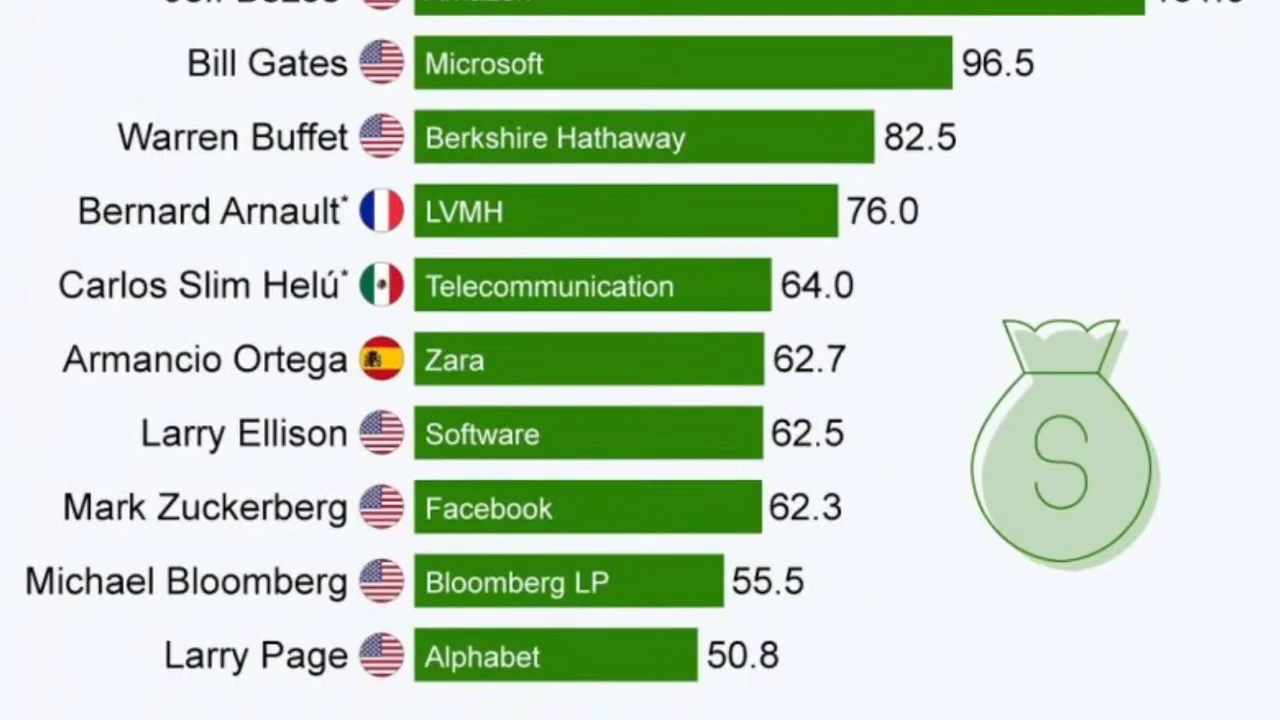 Bill Gates Microsoft 96.5
Warren Buffet Berkshire Hathaway 82.5
Bernard Arnault* LVMH 76.0
Carlos Slim Helú* Telecommunication 64.0
Armancio Ortega Zara 62.7
Larry Ellison Software 62.5
Mark Zuckerberg Facebook 62.3
Michael Bloomberg Bloomberg LP 55.5
Larry Page Alphabet 50.8
S